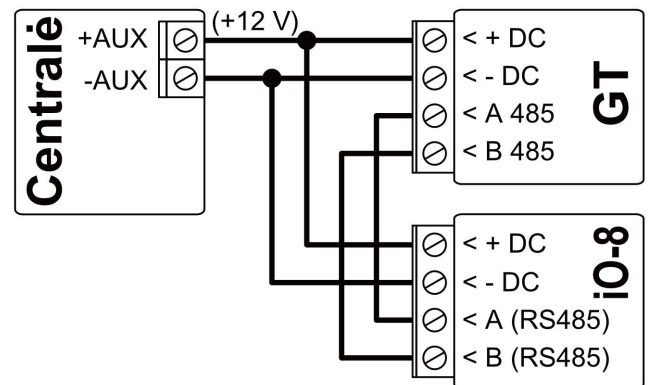 Centralė
+AUX
(+12 V)
-AUX
< + DC
< - DC
< A 485
< B 485
GT
< + DC
< - DC
< A (RS485)
< B (RS485)
iO-8